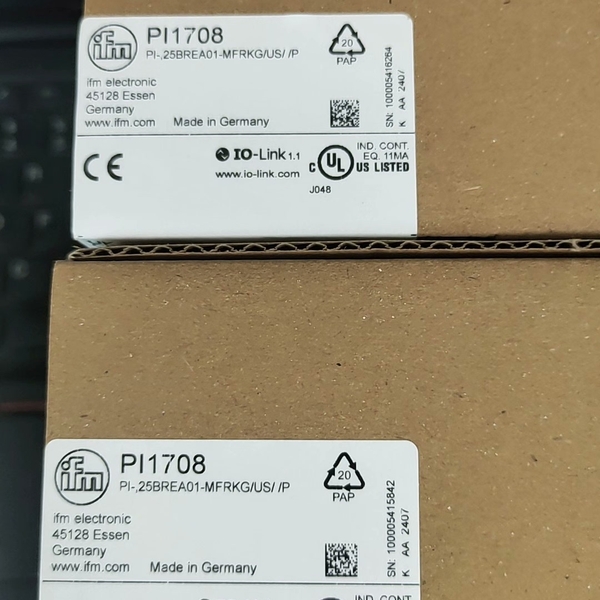 ifm
PI1708
PI-,25BREA01-MFRKG/US/ /P
20
PAP
ifm electronic
45128 Essen
Germany
www.ifm.com Made in Germany
SN: 100005416264
K AA 2407
CE
IO-Link 1.1
www.io-link.com
C UL US LISTED
IND. CONT.
EQ. 11MA
J048
ifm
PI1708
PI-,25BREA01-MFRKG/US/ /P
20
PAP
ifm electronic
45128 Essen
Germany
www.ifm.com Made in Germany
SN: 100005415842
K AA 2407
IND. CONT.